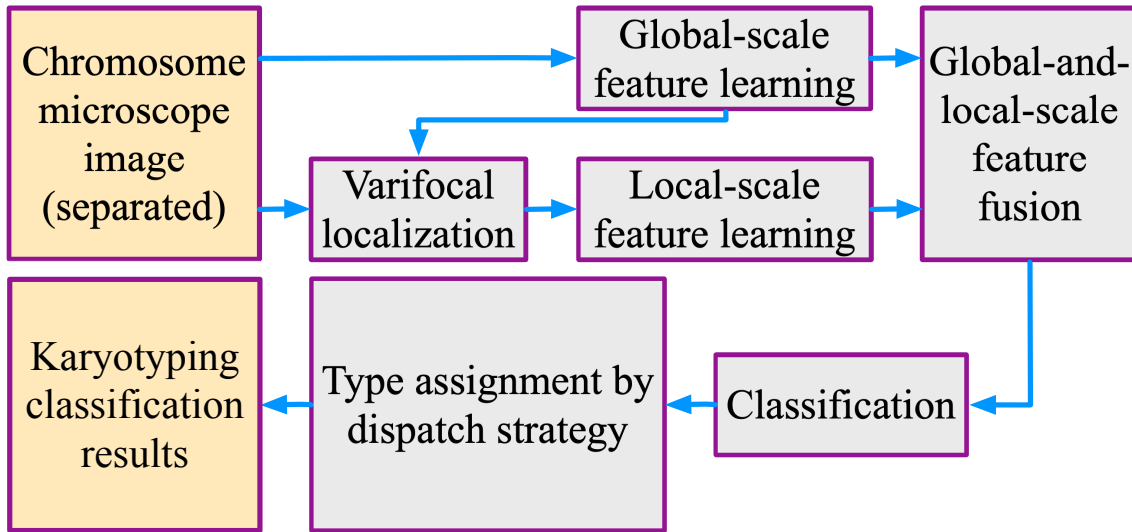 Chromosome
microscope
image
(separated)
Global-scale
feature learning
Varifocal
localization
Local-scale
feature learning
Global-and-
local-scale
feature
fusion
Classification
Type assignment by
dispatch strategy
Karyotyping
classification
results